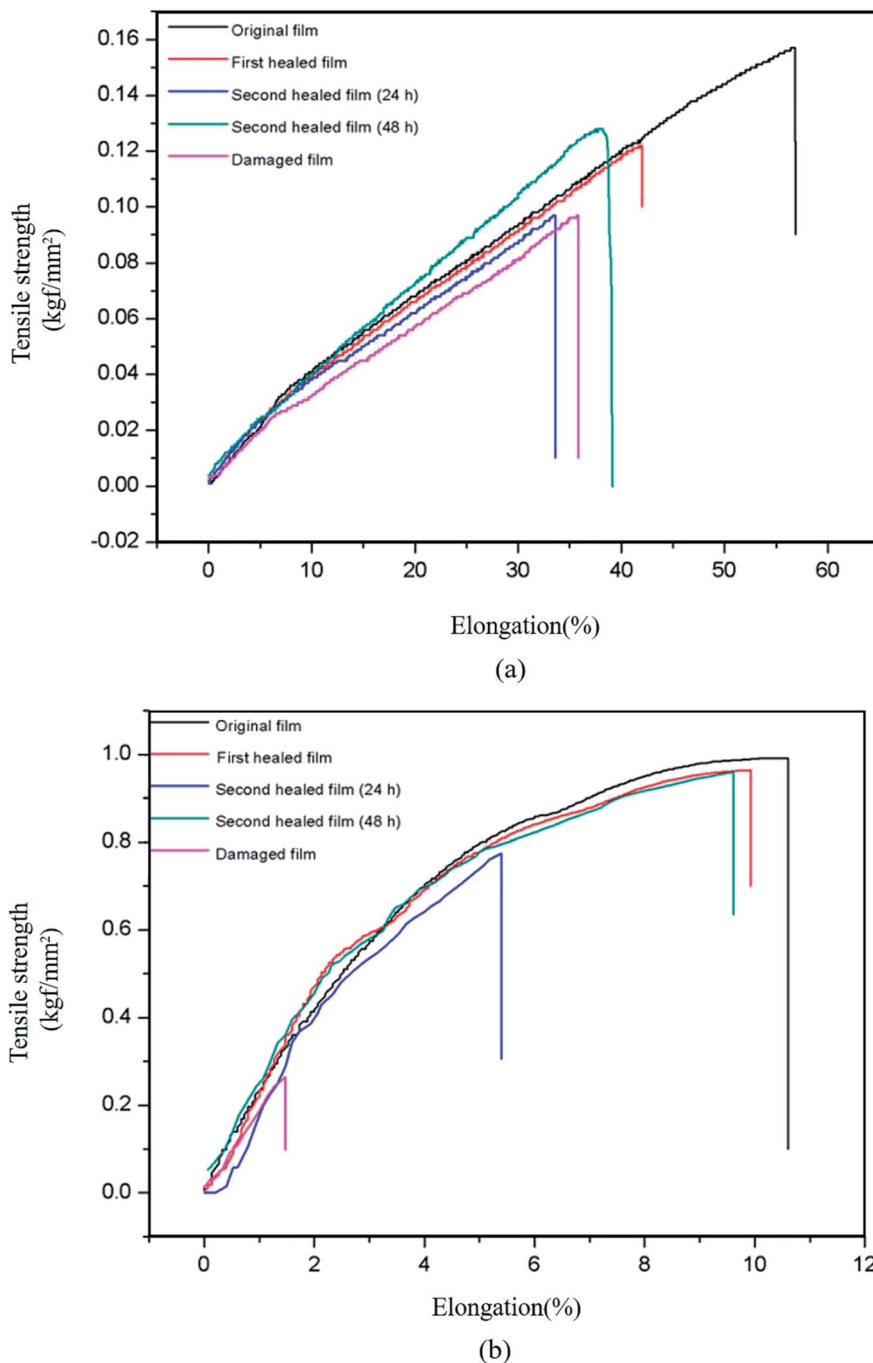 0.16
0.14
0.12
0.10
0.08
0.06
0.04
0.02
0.00
-0.02
Tensile strength
(kgf/mm²)
Original film
First healed film
Second healed film (24 h)
Second healed film (48 h)
Damaged film
0 10 20 30 40 50 60
Elongation(%)
(a)
1.0
0.8
0.6
0.4
0.2
0.0
Tensile strength
(kgf/mm²)
Original film
First healed film
Second healed film (24 h)
Second healed film (48 h)
Damaged film
0 2 4 6 8 10 12
Elongation(%)
(b)